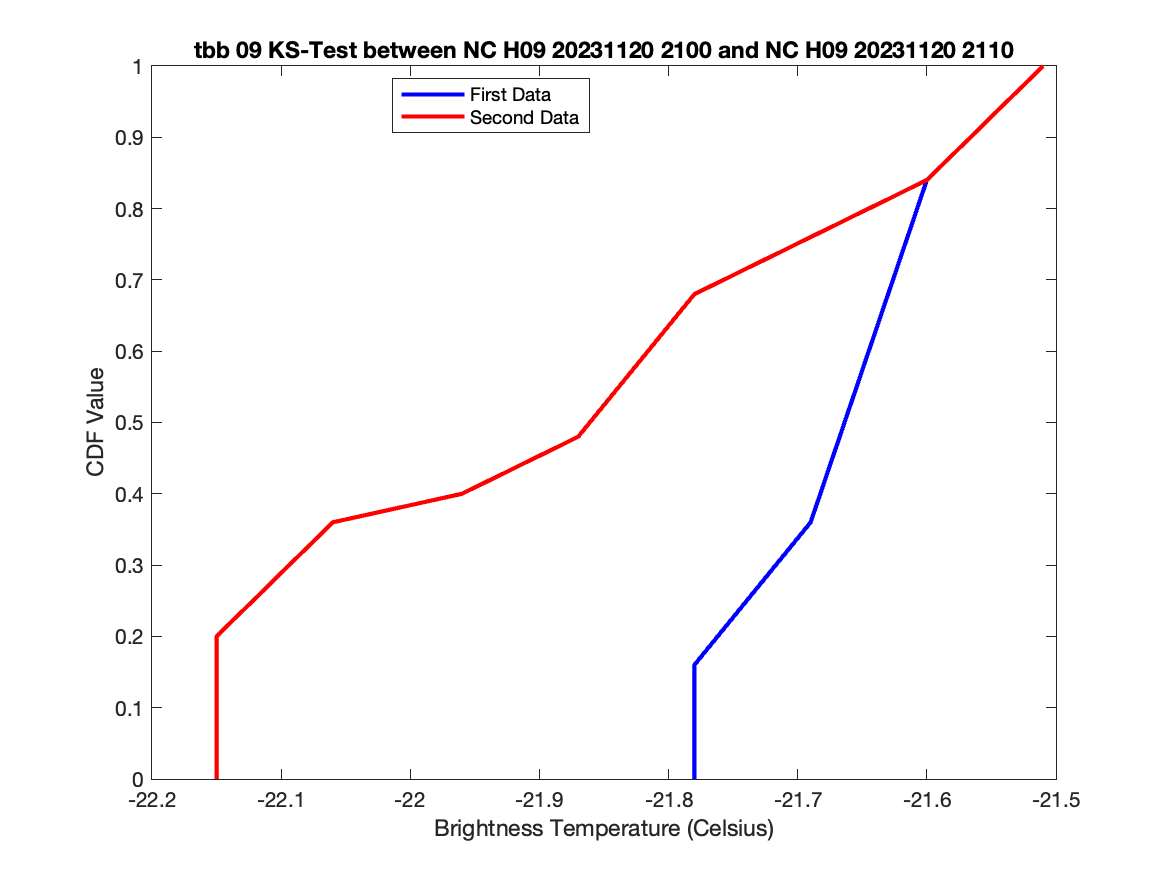 tbb 09 KS-Test between NC H09 20231120 2100 and NC H09 20231120 2110
First Data
Second Data
1
0.9
0.8
0.7
0.6
0.5
0.4
0.3
0.2
0.1
0
CDF Value
-22.2 -22.1 -22 -21.9 -21.8 -21.7 -21.6 -21.5
Brightness Temperature (Celsius)